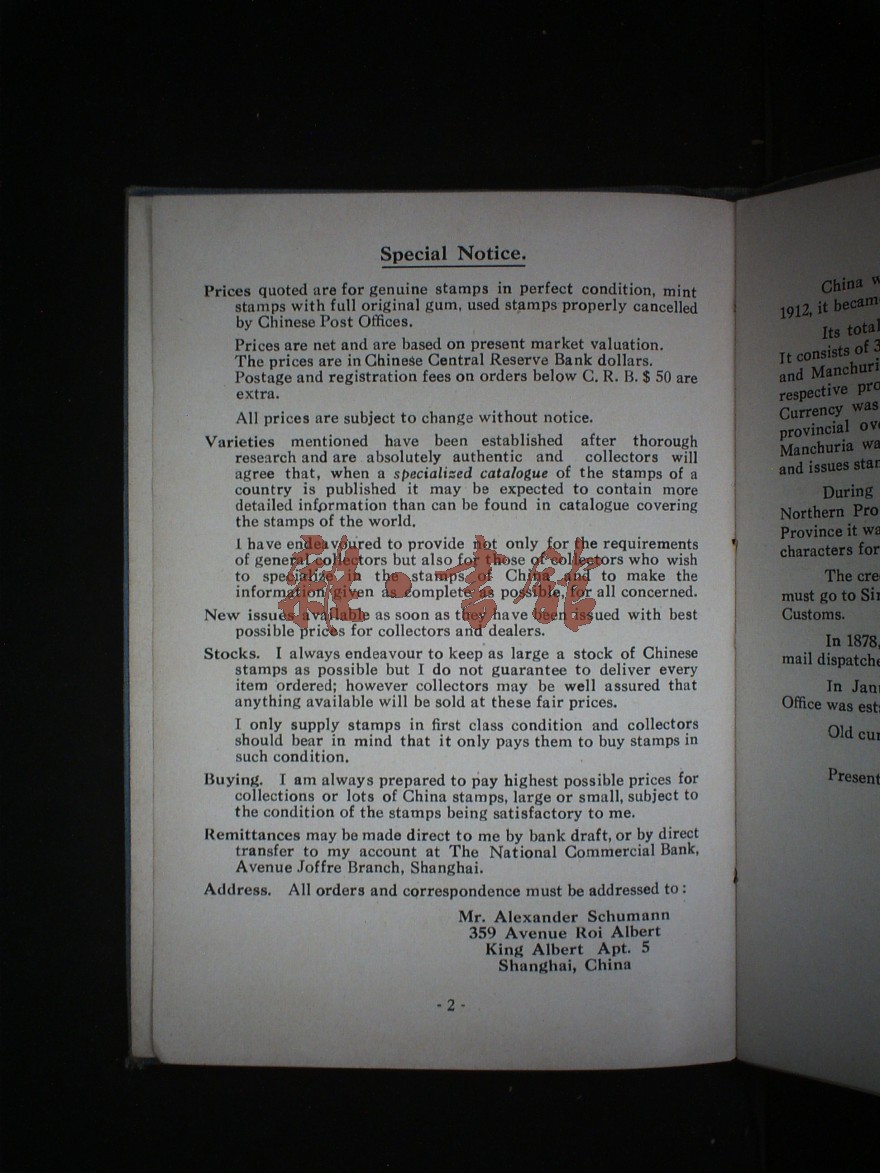 Special Notice.
Prices quoted are for genuine stamps in perfect condition, mint
stamps with full original gum, used stamps properly cancelled
by Chinese Post Offices.
Prices are net and are based on present market valuation.
The prices are in Chinese Central Reserve Bank dollars.
Postage and registration fees on orders below C. R. B. $ 50 are
extra.
All prices are subject to change without notice.
Varieties mentioned have been established after thorough
research and are absolutely authentic and collectors will
agree that, when a specialized catalogue of the stamps of a
country is published it may be expected to contain more
detailed information than can be found in catalogue covering
the stamps of the world.
I have endeavoured to provide not only for the requirements
of general collectors but also for those of collectors who wish
to specialize in the stamps of China and to make the
information given as complete as possible, for all concerned.
New issues available as soon as they have been issued with best
possible prices for collectors and dealers.
Stocks. I always endeavour to keep as large a stock of Chinese
stamps as possible but I do not guarantee to deliver every
item ordered; however collectors may be well assured that
anything available will be sold at these fair prices.
I only supply stamps in first class condition and collectors
should bear in mind that it only pays them to buy stamps in
such condition.
Buying. I am always prepared to pay highest possible prices for
collections or lots of China stamps, large or small, subject to
the condition of the stamps being satisfactory to me.
Remittances may be made direct to me by bank draft, or by direct
transfer to my account at The National Commercial Bank,
Avenue Joffre Branch, Shanghai.
Address. All orders and correspondence must be addressed to:
Mr. Alexander Schumann
359 Avenue Roi Albert
King Albert Apt. 5
Shanghai, China
- 2 -
China
1912, it became
Its total
It consists of 3
and Manchuri
respective pro
Currency was
provincial ov
Manchuria wa
and issues star
During
Northern Pro
Province it wa
characters for
The cre
must go to Sir
Customs.
In 1878,
mail dispatche
In Jan
Office was est
Old cur
Present